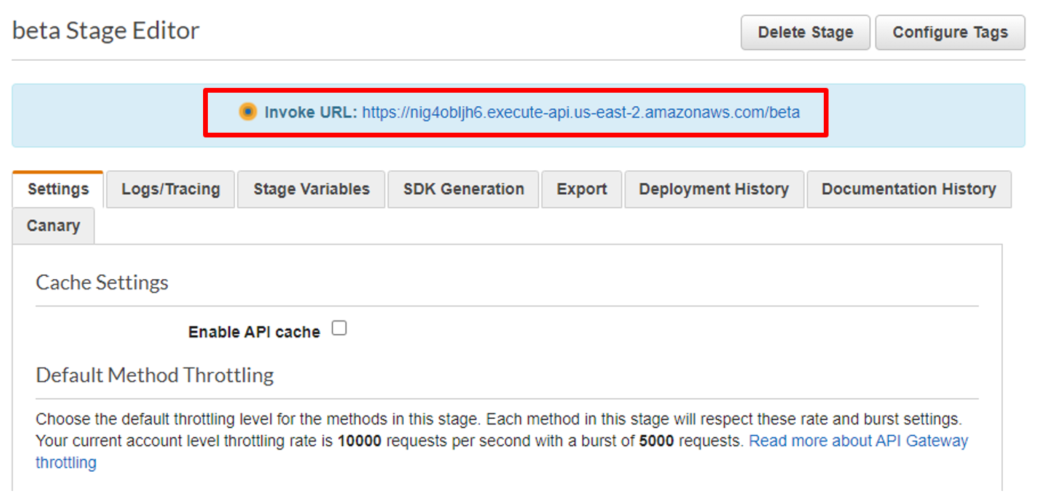 beta Stage Editor
Delete Stage
Configure Tags
Invoke URL: https://nig4obljh6.execute-api.us-east-2.amazonaws.com/beta
Settings
Logs/Tracing
Stage Variables
SDK Generation
Export
Deployment History
Documentation History
Canary
Cache Settings
Enable API cache
Default Method Throttling
Choose the default throttling level for the methods in this stage. Each method in this stage will respect these rate and burst settings.
Your current account level throttling rate is 10000 requests per second with a burst of 5000 requests. Read more about API Gateway
throttling